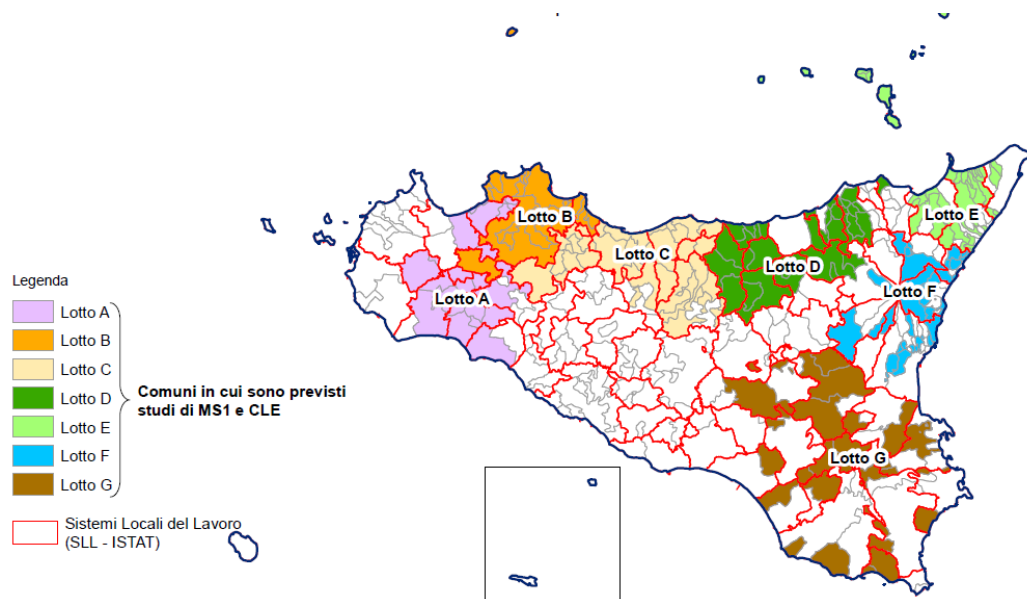 Lotto B
Lotto E
Lotto C
Lotto D
Lotto A
Lotto F
Lotto G
Legenda
Lotto A
Lotto B
Lotto C
Lotto D
Lotto E
Lotto F
Lotto G
Comuni in cui sono previsti
studi di MS1 e CLE
Sistemi Locali del Lavoro
(SLL - ISTAT)